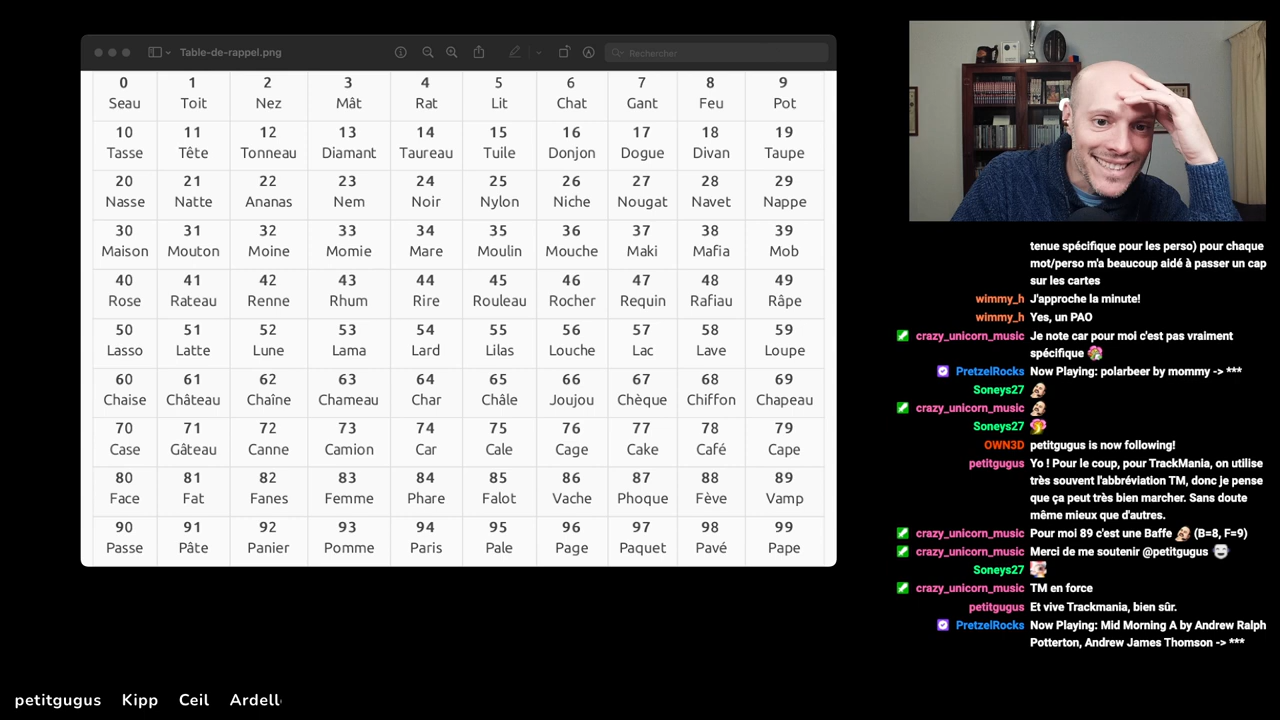 Table-de-rappel.png
Rechercher
0 1 2 3 4 5 6 7 8 9
Seau Toit Nez Mât Rat Lit Chat Gant Feu Pot
10 11 12 13 14 15 16 17 18 19
Tasse Tête Tonneau Diamant Taureau Tuile Donjon Dogue Divan Taupe
20 21 22 23 24 25 26 27 28 29
Nasse Natte Ananas Nem Noir Nylon Niche Nougat Navet Nappe
30 31 32 33 34 35 36 37 38 39
Maison Mouton Moine Momie Mare Moulin Mouche Maki Mafia Mob
40 41 42 43 44 45 46 47 48 49
Rose Rateau Renne Rhum Rire Rouleau Rocher Requin Rafiau Râpe
50 51 52 53 54 55 56 57 58 59
Lasso Latte Lune Lama Lard Lilas Louche Lac Lave Loupe
60 61 62 63 64 65 66 67 68 69
Chaise Château Chaîne Chameau Char Châle Joujou Chèque Chiffon Chapeau
70 71 72 73 74 75 76 77 78 79
Case Gâteau Canne Camion Car Cale Cage Cake Café Cape
80 81 82 83 84 85 86 87 88 89
Face Fat Fanes Femme Phare Falot Vache Phoque Fève Vamp
90 91 92 93 94 95 96 97 98 99
Passe Pâte Panier Pomme Paris Pale Page Paquet Pavé Pape
tenue spécifique pour les perso) pour chaque
mot/perso m'a beaucoup aidé à passer un cap
sur les cartes
wimmy_h J'approche la minute!
wimmy_h Yes, un PAO
crazy_unicorn_music Je note car pour moi c'est pas vraiment
spécifique
PretzelRocks Now Playing: polarbeer by mommy -> ***
Soneys27
crazy_unicorn_music
Soneys27
OWN3D petitgugus is now following!
petitgugus Yo ! Pour le coup, pour TrackMania, on utilise
très souvent l'abbréviation TM, donc je pense
que ça peut très bien marcher. Sans doute
même mieux que d'autres.
crazy_unicorn_music Pour moi 89 c'est une Baffe (B=8, F=9)
crazy_unicorn_music Merci de me soutenir @petitgugus
Soneys27
crazy_unicorn_music TM en force
petitgugus Et vive Trackmania, bien sûr.
PretzelRocks Now Playing: Mid Morning A by Andrew Ralph
Potterton, Andrew James Thomson -> ***
petitgugus Kipp Ceil Ardell